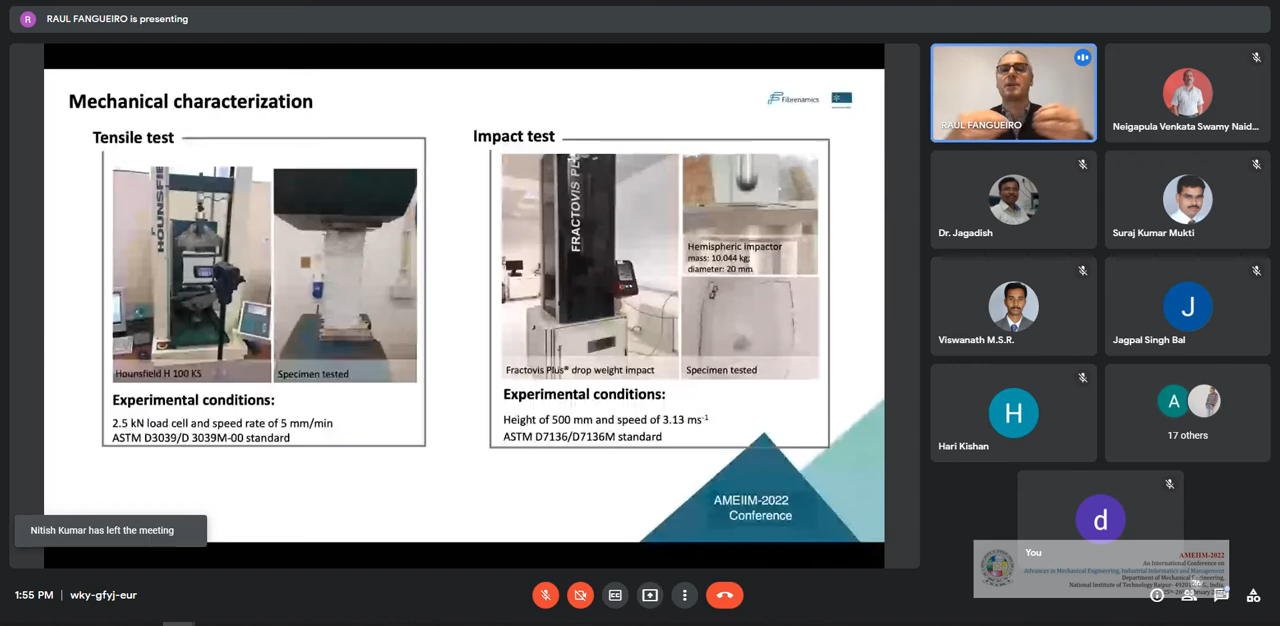 R
RAUL FANGUEIRO is presenting
Mechanical characterization
Fibrenamics
Tensile test
HOUNSFIE
Hounsfield H 100 KS
Specimen tested
Experimental conditions:
2.5 kN load cell and speed rate of 5 mm/min
ASTM D3039/D 3039M-00 standard
Impact test
FRACTOVIS PLU
Hemispheric impactor
mass: 10.044 kg;
diameter: 20 mm
Fractovis Plus® drop weight impact
Specimen tested
Experimental conditions:
Height of 500 mm and speed of 3.13 ms⁻¹
ASTM D7136/D7136M standard
AMEIIM-2022
Conference
Nitish Kumar has left the meeting
RAUL FANGUEIRO
Neigapula Venkata Swamy Naid...
Dr. Jagadish
Suraj Kumar Mukti
Viswanath M.S.R.
J
Jagpal Singh Bal
H
Hari Kishan
A
17 others
d
You
AMEIIM-2022
An International Conference on
Advances in Mechanical Engineering, Industrial Informatics and Management
Department of Mechanical Engineering,
National Institute of Technology Raipur-
1:55 PM | wky-gfyj-eur